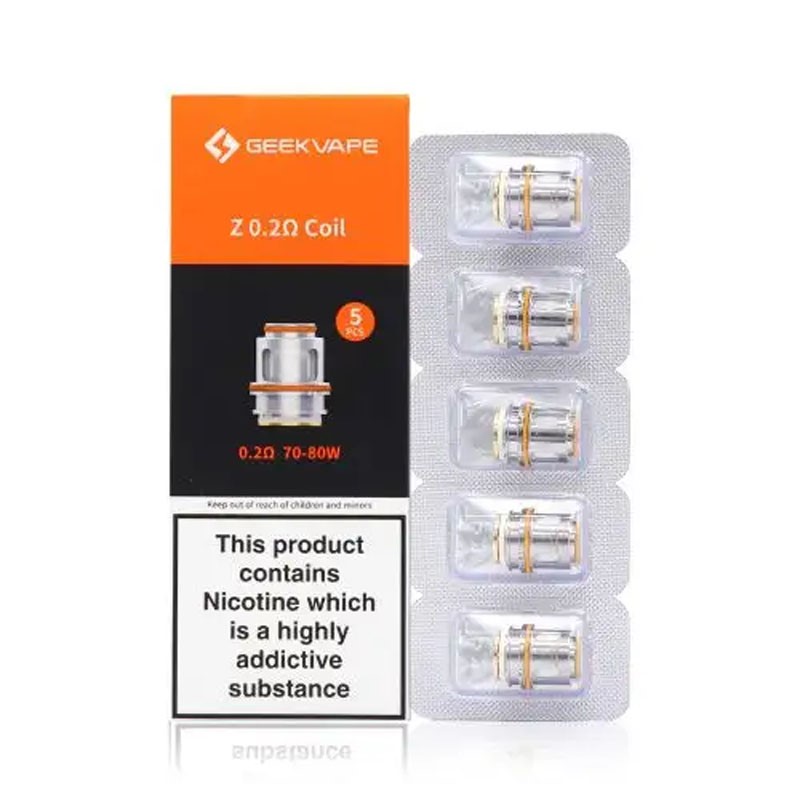 GEEKVAPE
Z 0.2Ω Coil
5
PCS
0.2Ω 70-80W
Keep out of reach of children and minors
This product
contains
Nicotine which
is a highly
addictive
substance